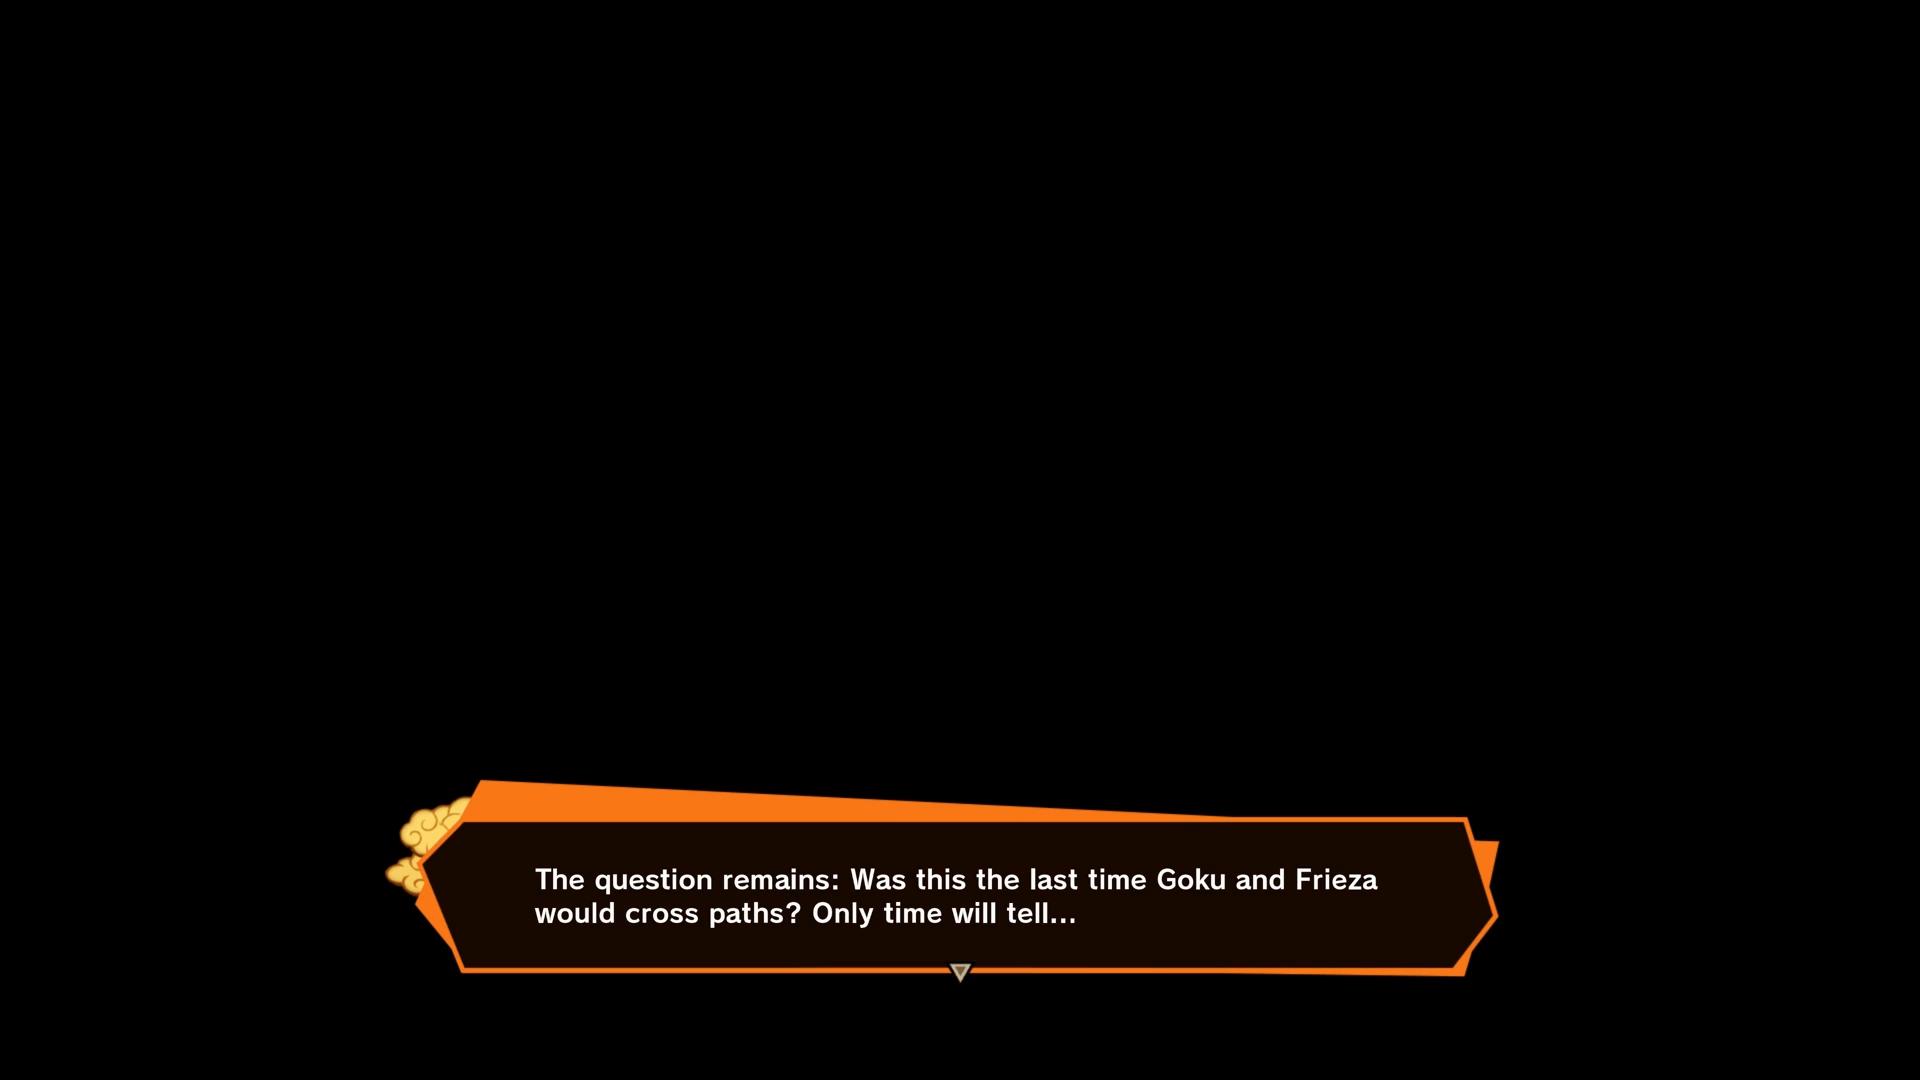 The question remains: Was this the last time Goku and Frieza
would cross paths? Only time will tell...